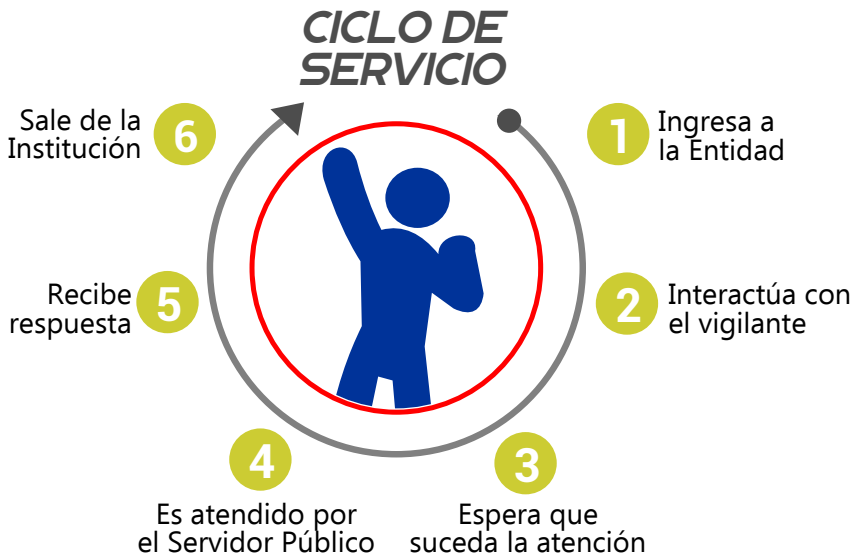 CICLO DE
SERVICIO
1
Ingresa a
la Entidad
2
Interactúa con
el vigilante
3
Espera que
suceda la atención
4
Es atendido por
el Servidor Público
5
Recibe
respuesta
6
Sale de la
Institución